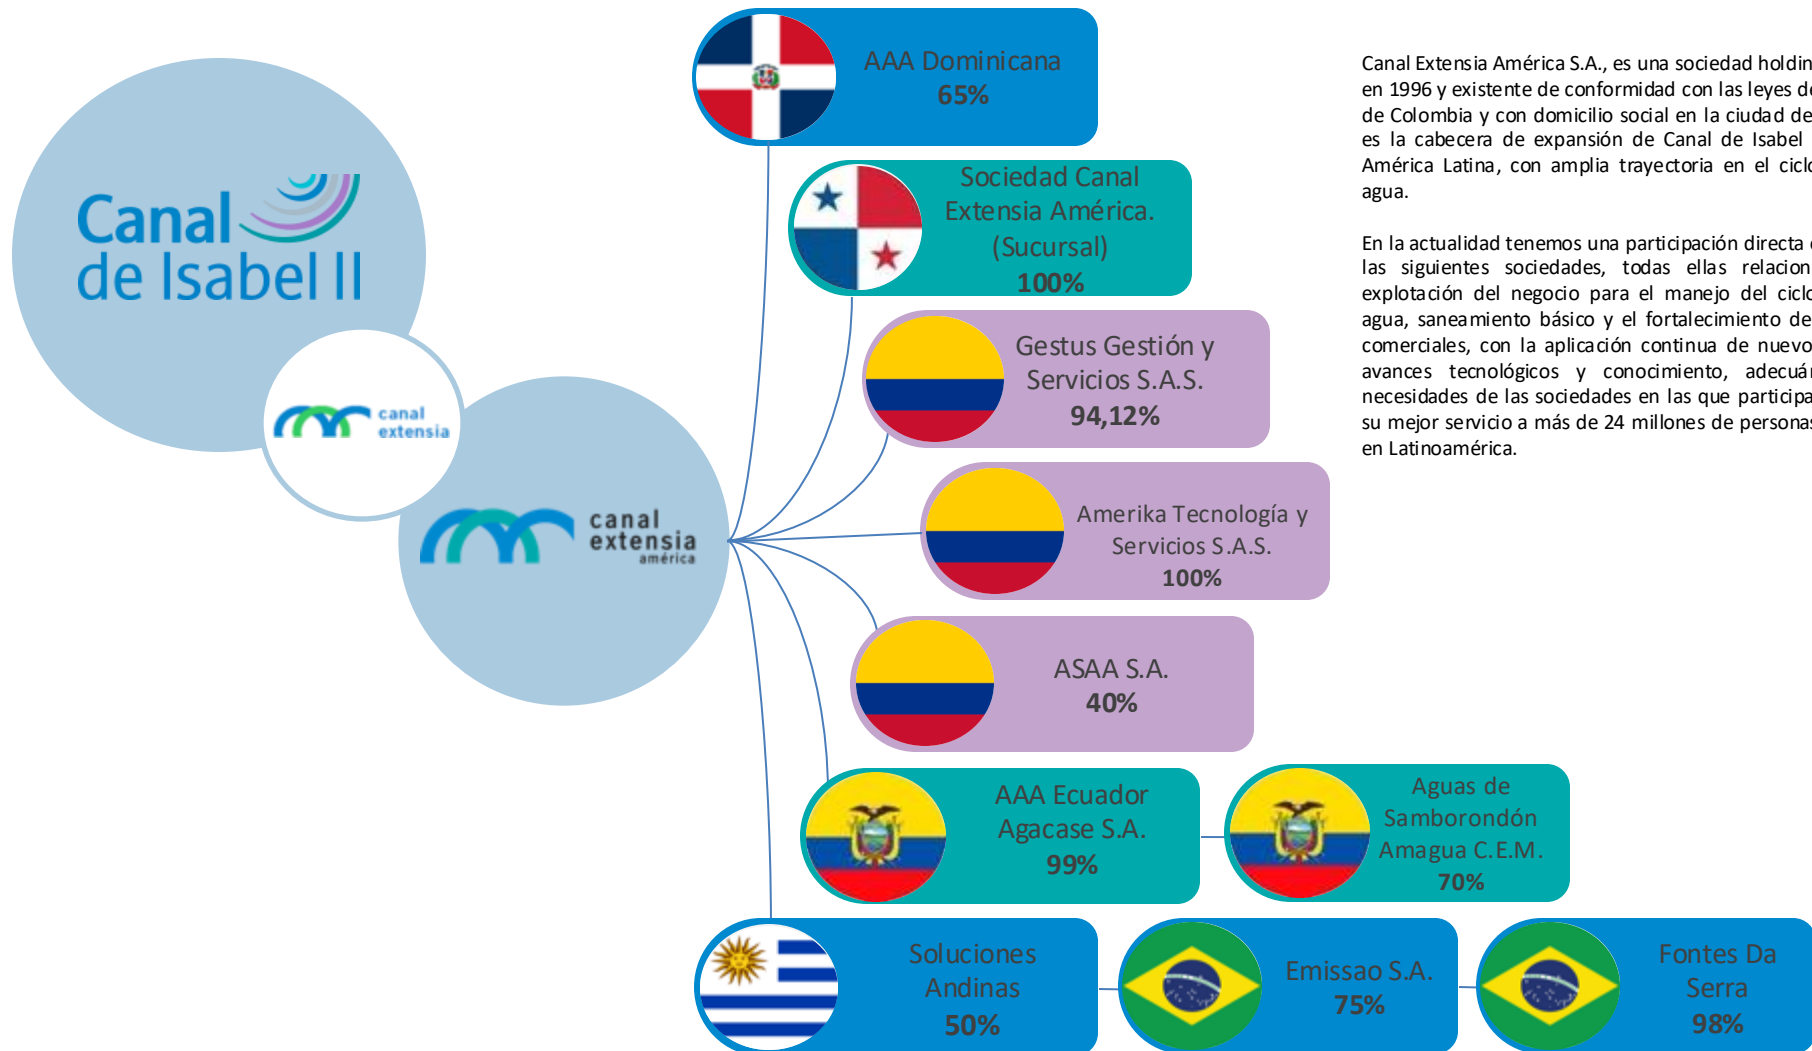 Canal
de Isabel II
canal
extensia
canal
extensia
américa
AAA Dominicana
65%
Sociedad Canal
Extensia América.
(Sucursal)
100%
Gestus Gestión y
Servicios S.A.S.
94,12%
Amerika Tecnología y
Servicios S.A.S.
100%
ASAA S.A.
40%
AAA Ecuador
Agacase S.A.
99%
Aguas de
Samborondón
Amagua C.E.M.
70%
Soluciones
Andinas
50%
Emissao S.A.
75%
Fontes Da
Serra
98%
Canal Extensia América S.A., es una sociedad holdin
en 1996 y existente de conformidad con las leyes de
de Colombia y con domicilio social en la ciudad de
es la cabecera de expansión de Canal de Isabel
América Latina, con amplia trayectoria en el ciclo
agua.
En la actualidad tenemos una participación directa
las siguientes sociedades, todas ellas relacion
explotación del negocio para el manejo del ciclo
agua, saneamiento básico y el fortalecimiento de
comerciales, con la aplicación continua de nuevo
avances tecnológicos y conocimiento, adecuán
necesidades de las sociedades en las que participa
su mejor servicio a más de 24 millones de personas
en Latinoamérica.